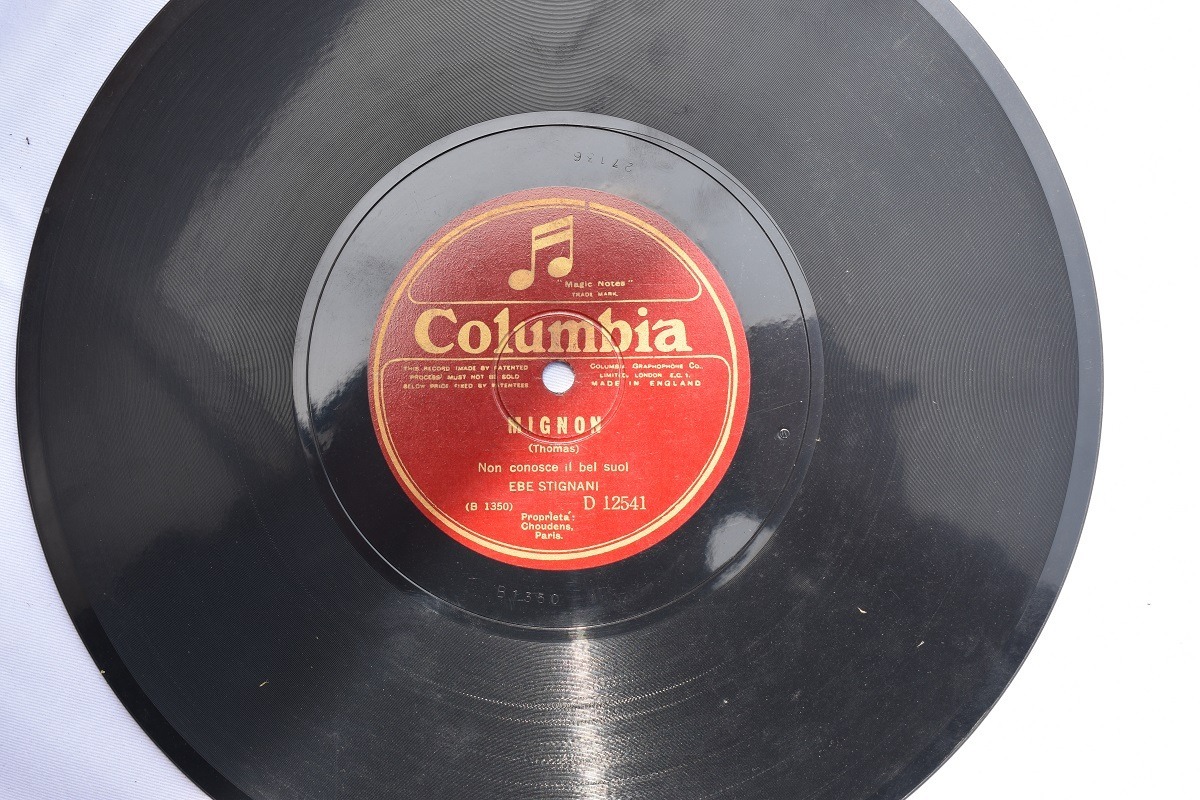 27136
"Magic Notes"
TRADE MARK.
Columbia
THIS RECORD (MADE BY PATENTED
PROCESS) MUST NOT BE SOLD
BELOW PRICE FIXED BY PATENTEES
COLUMBIA GRAPHOPHONE CO.,
LIMITED, LONDON. E.C. 1.
MADE IN ENGLAND
MIGNON
(Thomas)
Non conosce il bel suol
EBE STIGNANI
(B 1350) D 12541
Proprieta':
Choudens,
Paris.
B1350